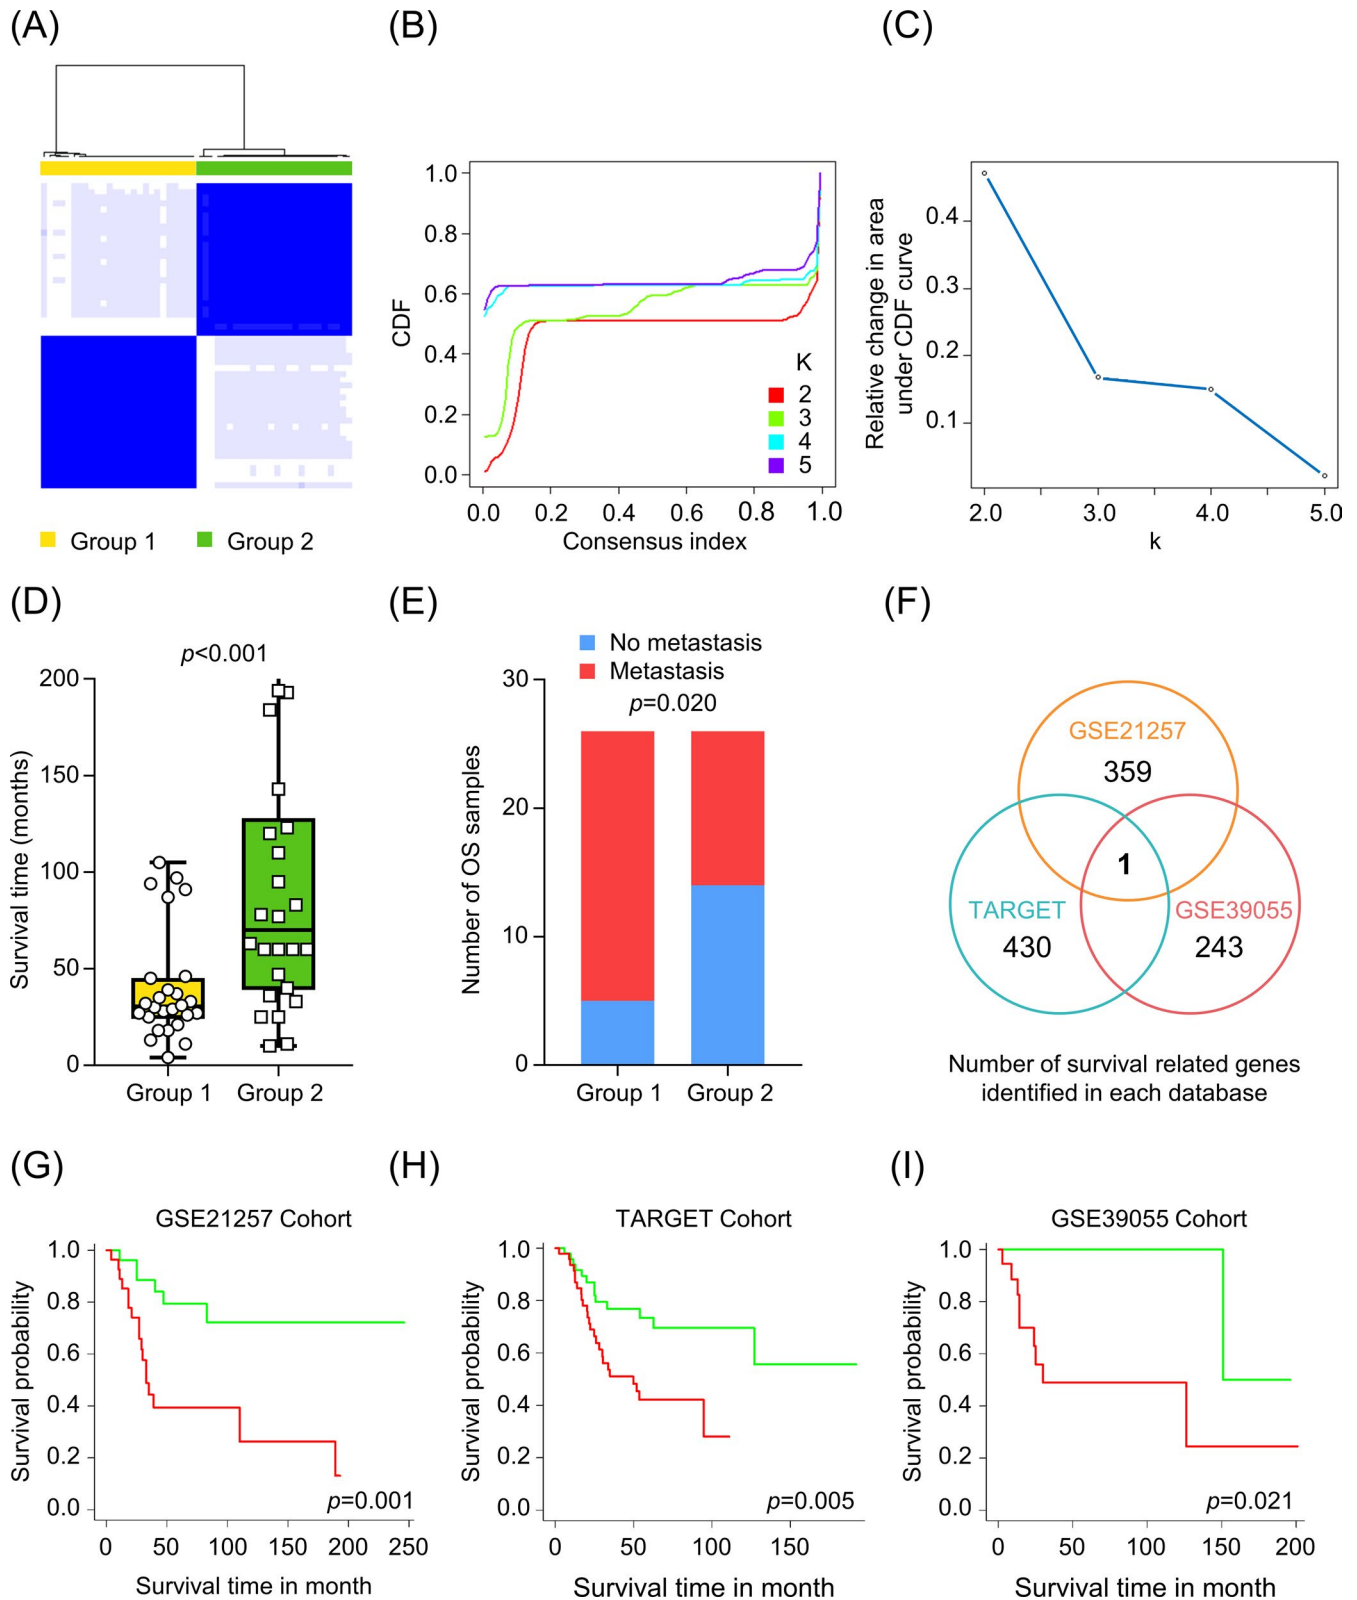 (A)
(B)
(C)
Group 1
Group 2
1.0
0.8
0.6
0.4
0.2
0.0
CDF
K
2
3
4
5
0.0
0.2
0.4
0.6
0.8
1.0
Consensus index
Relative change in area
under CDF curve
0.4
0.3
0.2
0.1
2.0
3.0
4.0
5.0
k
(D)
(E)
(F)
p<0.001
Survival time (months)
200
150
100
50
0
Group 1
Group 2
No metastasis
Metastasis
p=0.020
Number of OS samples
30
20
10
0
Group 1
Group 2
GSE21257
359
1
TARGET
430
GSE39055
243
Number of survival related genes
identified in each database
(G)
(H)
(I)
GSE21257 Cohort
Survival probability
1.0
0.8
0.6
0.4
0.2
0.0
p=0.001
0
50
100
150
200
250
Survival time in month
TARGET Cohort
Survival probability
1.0
0.8
0.6
0.4
0.2
0.0
p=0.005
0
50
100
150
Survival time in month
GSE39055 Cohort
Survival probability
1.0
0.8
0.6
0.4
0.2
0.0
p=0.021
0
50
100
150
200
Survival time in month